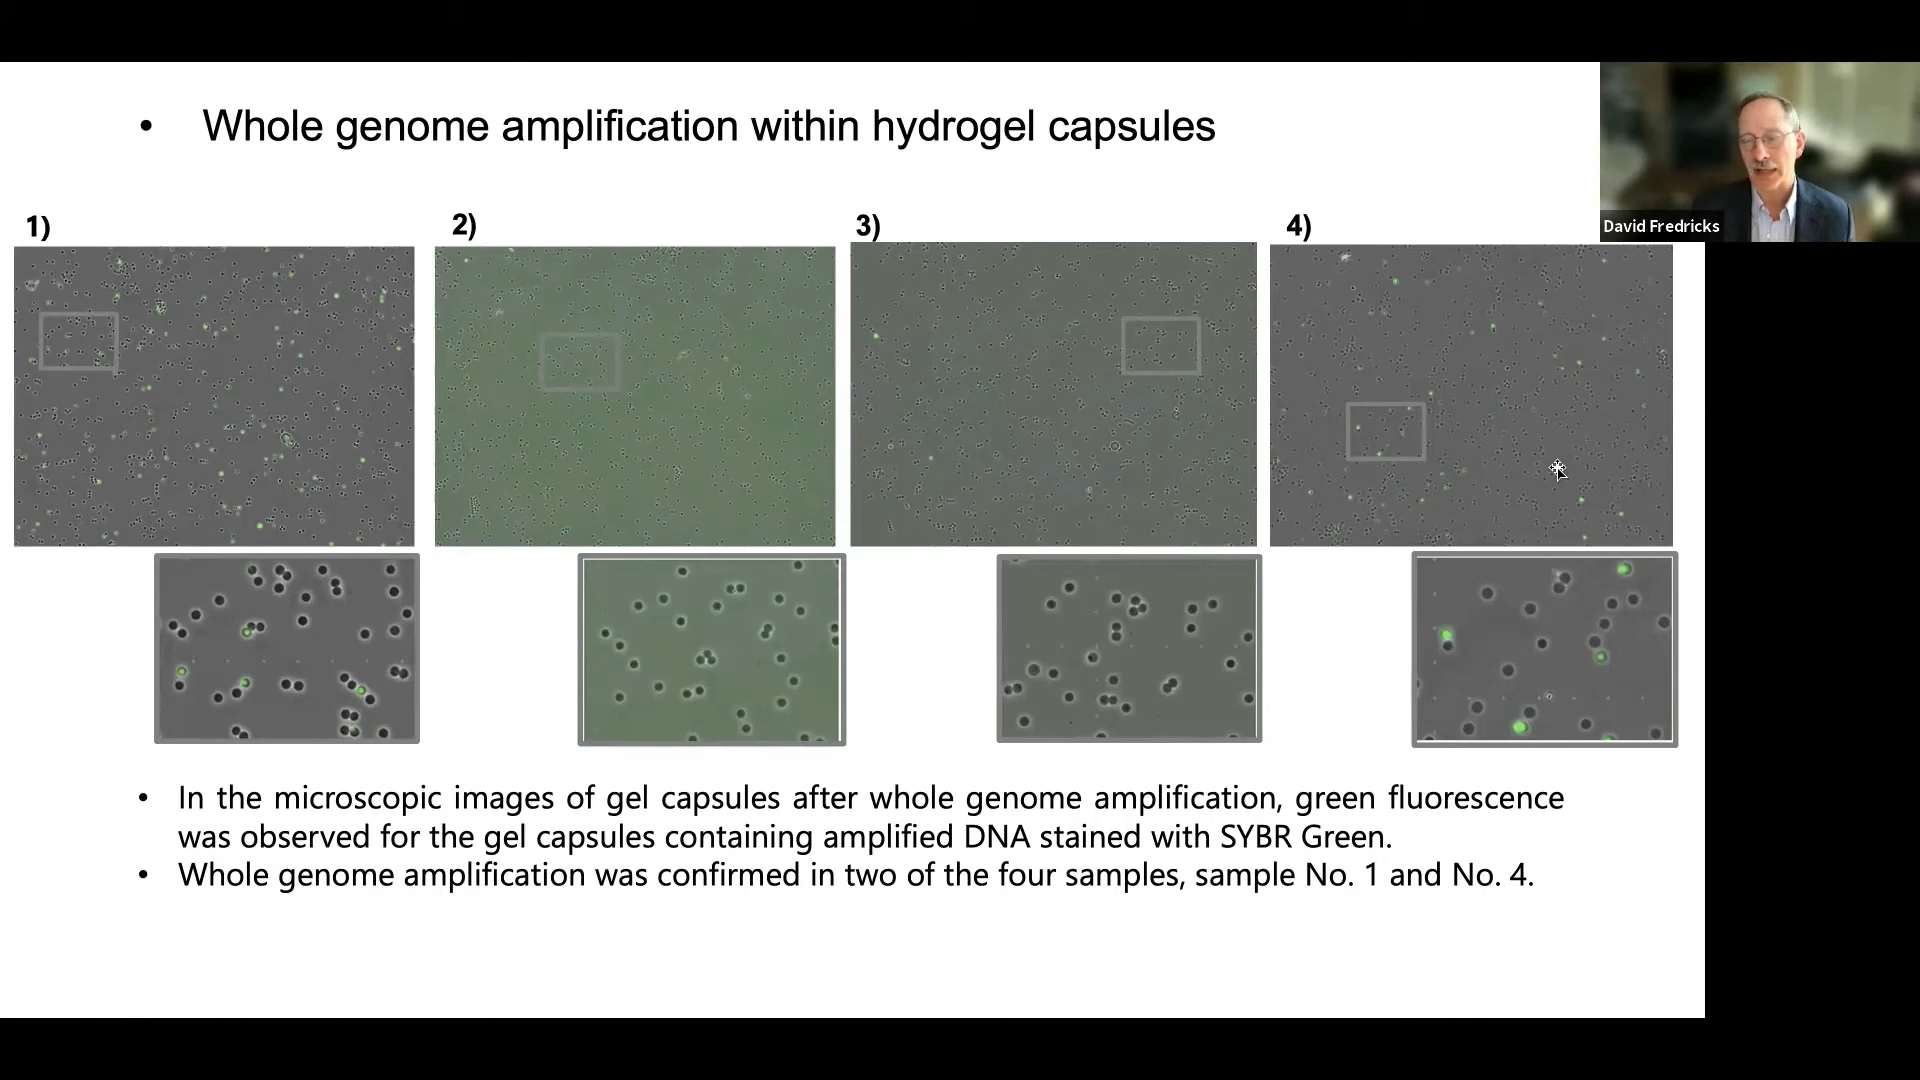 • Whole genome amplification within hydrogel capsules
David Fredricks
1)
2)
3)
4)
• In the microscopic images of gel capsules after whole genome amplification, green fluorescence
was observed for the gel capsules containing amplified DNA stained with SYBR Green.
• Whole genome amplification was confirmed in two of the four samples, sample No. 1 and No. 4.